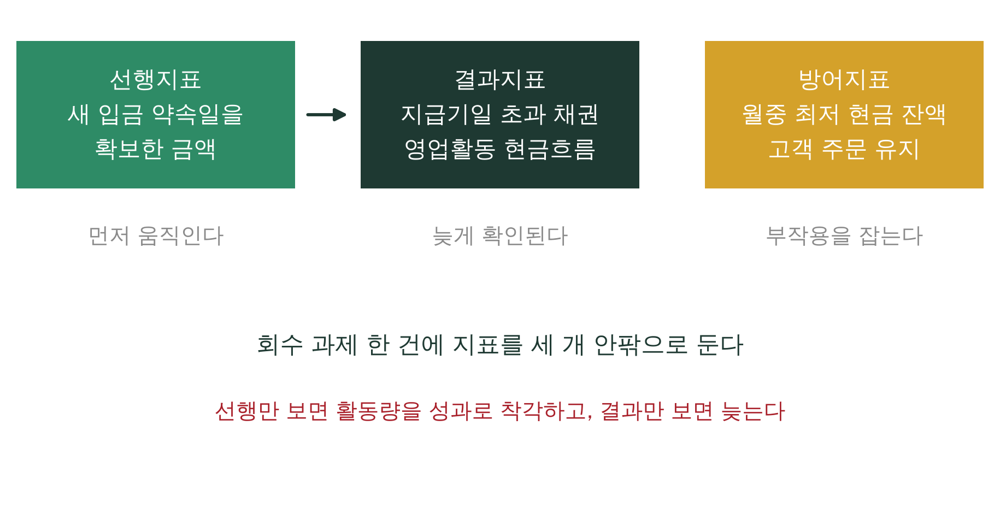 선행지표
새 입금 약속일을
확보한 금액
결과지표
지급기일 초과 채권
영업활동 현금흐름
방어지표
월중 최저 현금 잔액
고객 주문 유지
먼저 움직인다
늦게 확인된다
부작용을 잡는다
회수 과제 한 건에 지표를 세 개 안팎으로 둔다
선행만 보면 활동량을 성과로 착각하고, 결과만 보면 늦는다